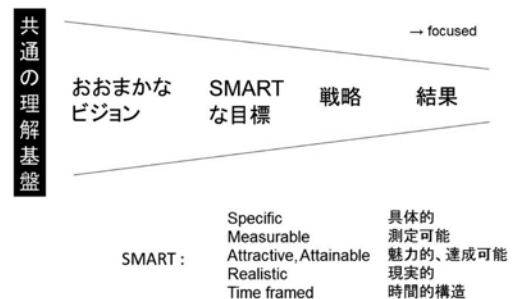 共通の理解基盤
→ focused
おおまかな
ビジョン
SMART
な目標
戦略
結果
SMART :
Specific 具体的
Measurable 測定可能
Attractive, Attainable 魅力的、達成可能
Realistic 現実的
Time framed 時間的構造